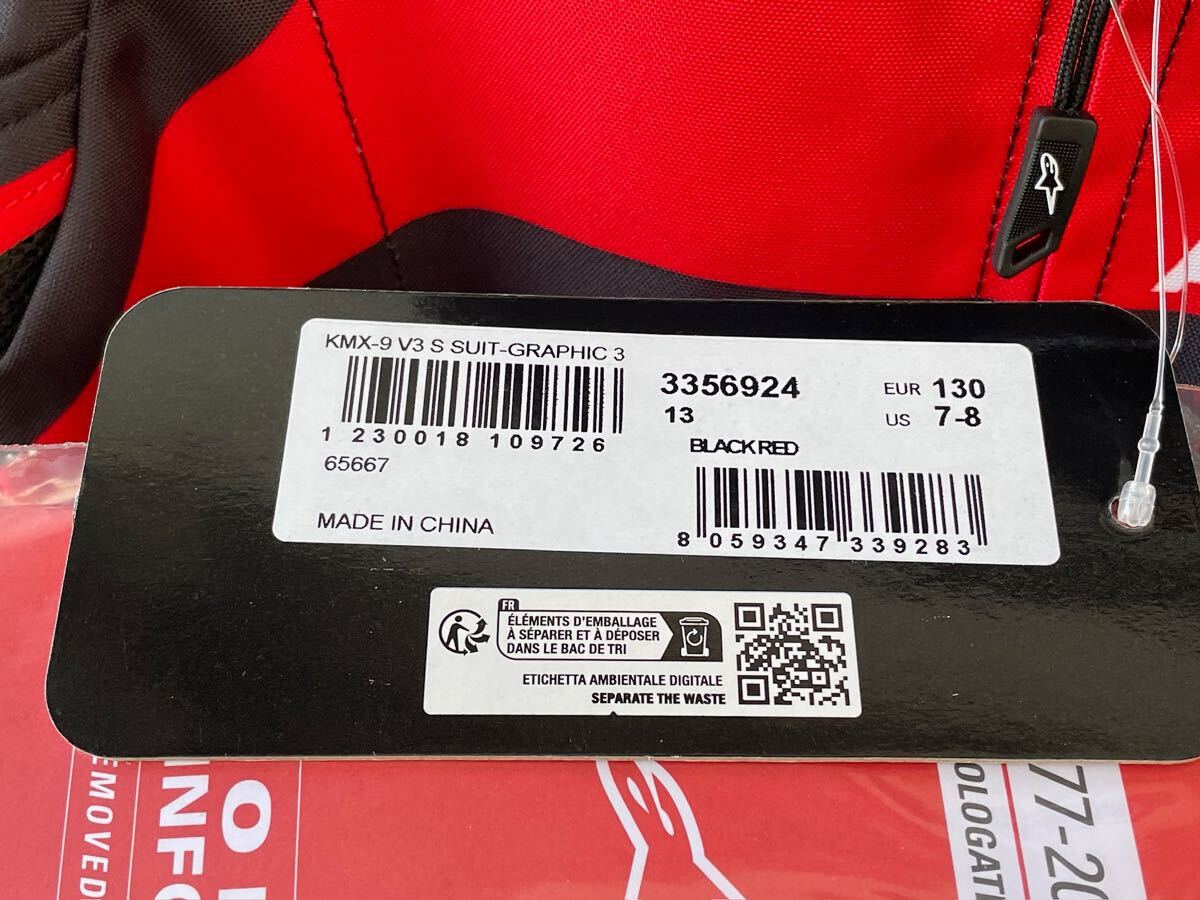 KMX-9 V3 S SUIT-GRAPHIC 3
1 230018 109726
65667
MADE IN CHINA
3356924
13
EUR 130
US 7-8
BLACK RED
8 059347 339283
FR
ÉLÉMENTS D'EMBALLAGE
À SÉPARER ET À DÉPOSER
DANS LE BAC DE TRI
ETICHETTA AMBIENTALE DIGITALE
SEPARATE THE WASTE
EMOVED
INFO